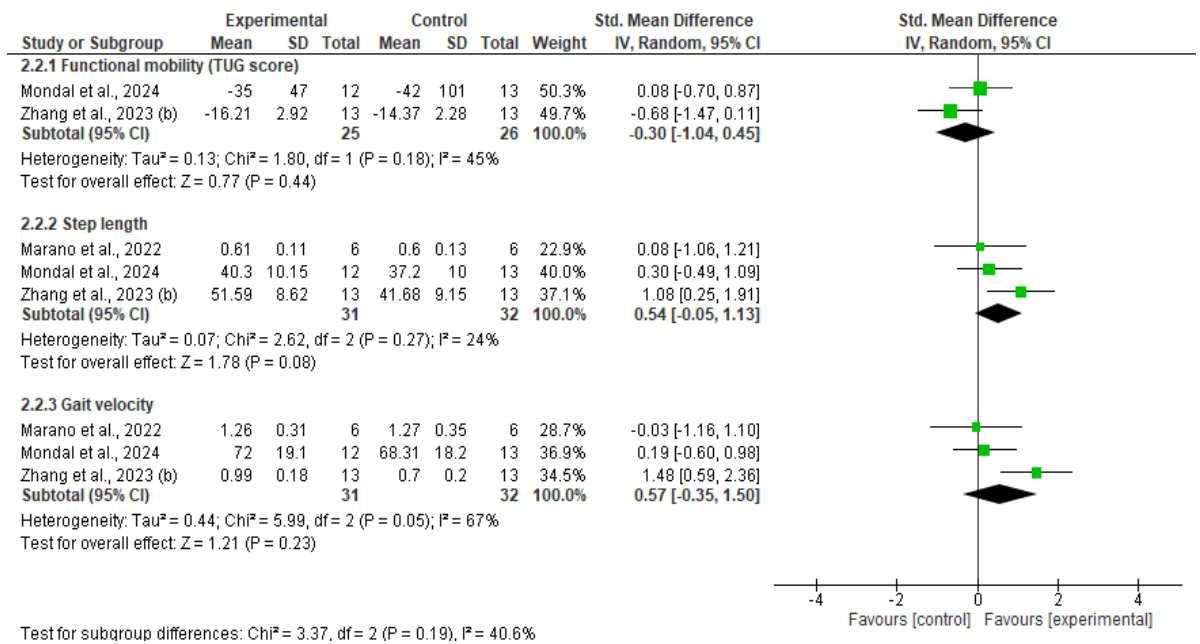 Experimental Control Std. Mean Difference Std. Mean Difference
Study or Subgroup Mean SD Total Mean SD Total Weight IV, Random, 95% CI IV, Random, 95% CI
2.2.1 Functional mobility (TUG score)
Mondal et al., 2024 -35 47 12 -42 101 13 50.3% 0.08 [-0.70, 0.87]
Zhang et al., 2023 (b) -16.21 2.92 13 -14.37 2.28 13 49.7% -0.68 [-1.47, 0.11]
Subtotal (95% CI) 25 26 100.0% -0.30 [-1.04, 0.45]
Heterogeneity: Tau² = 0.13; Chi² = 1.80, df = 1 (P = 0.18); I² = 45%
Test for overall effect: Z = 0.77 (P = 0.44)
2.2.2 Step length
Marano et al., 2022 0.61 0.11 6 0.6 0.13 6 22.9% 0.08 [-1.06, 1.21]
Mondal et al., 2024 40.3 10.15 12 37.2 10 13 40.0% 0.30 [-0.49, 1.09]
Zhang et al., 2023 (b) 51.59 8.62 13 41.68 9.15 13 37.1% 1.08 [0.25, 1.91]
Subtotal (95% CI) 31 32 100.0% 0.54 [-0.05, 1.13]
Heterogeneity: Tau² = 0.07; Chi² = 2.62, df = 2 (P = 0.27); I² = 24%
Test for overall effect: Z = 1.78 (P = 0.08)
2.2.3 Gait velocity
Marano et al., 2022 1.26 0.31 6 1.27 0.35 6 28.7% -0.03 [-1.16, 1.10]
Mondal et al., 2024 72 19.1 12 68.31 18.2 13 36.9% 0.19 [-0.60, 0.98]
Zhang et al., 2023 (b) 0.99 0.18 13 0.7 0.2 13 34.5% 1.48 [0.59, 2.36]
Subtotal (95% CI) 31 32 100.0% 0.57 [-0.35, 1.50]
Heterogeneity: Tau² = 0.44; Chi² = 5.99, df = 2 (P = 0.05); I² = 67%
Test for overall effect: Z = 1.21 (P = 0.23)
-4 -2 0 2 4
Favours [control] Favours [experimental]
Test for subgroup differences: Chi² = 3.37, df = 2 (P = 0.19), I² = 40.6%